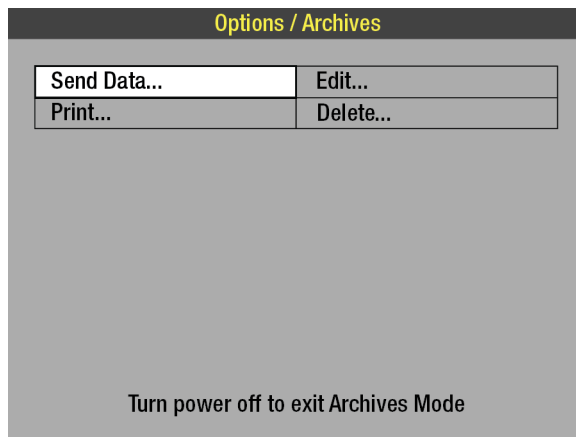 Options / Archives
Send Data... Edit...
Print... Delete...
Turn power off to exit Archives Mode